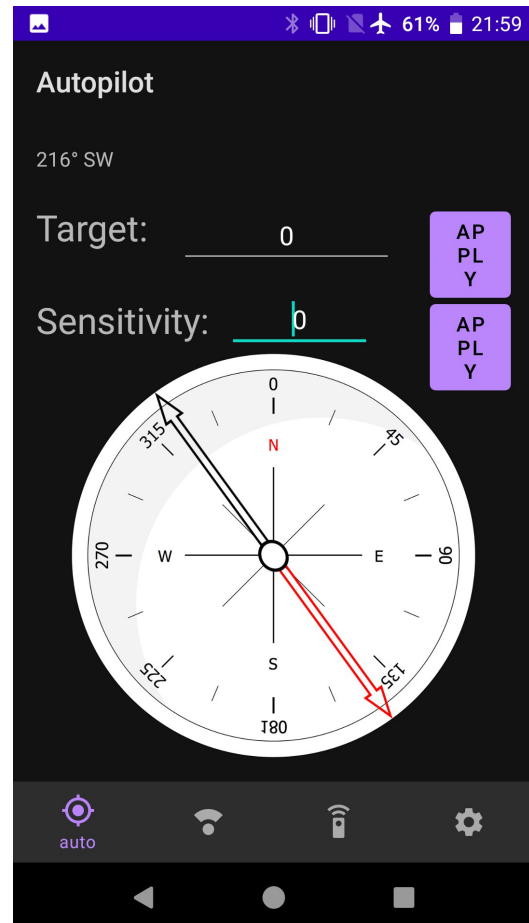 61% 21:59
Autopilot
216° SW
Target: 0
AP
PL
Y
Sensitivity: 0
AP
PL
Y
0
315
45
N
270
W
E
90
S
225
135
180
auto